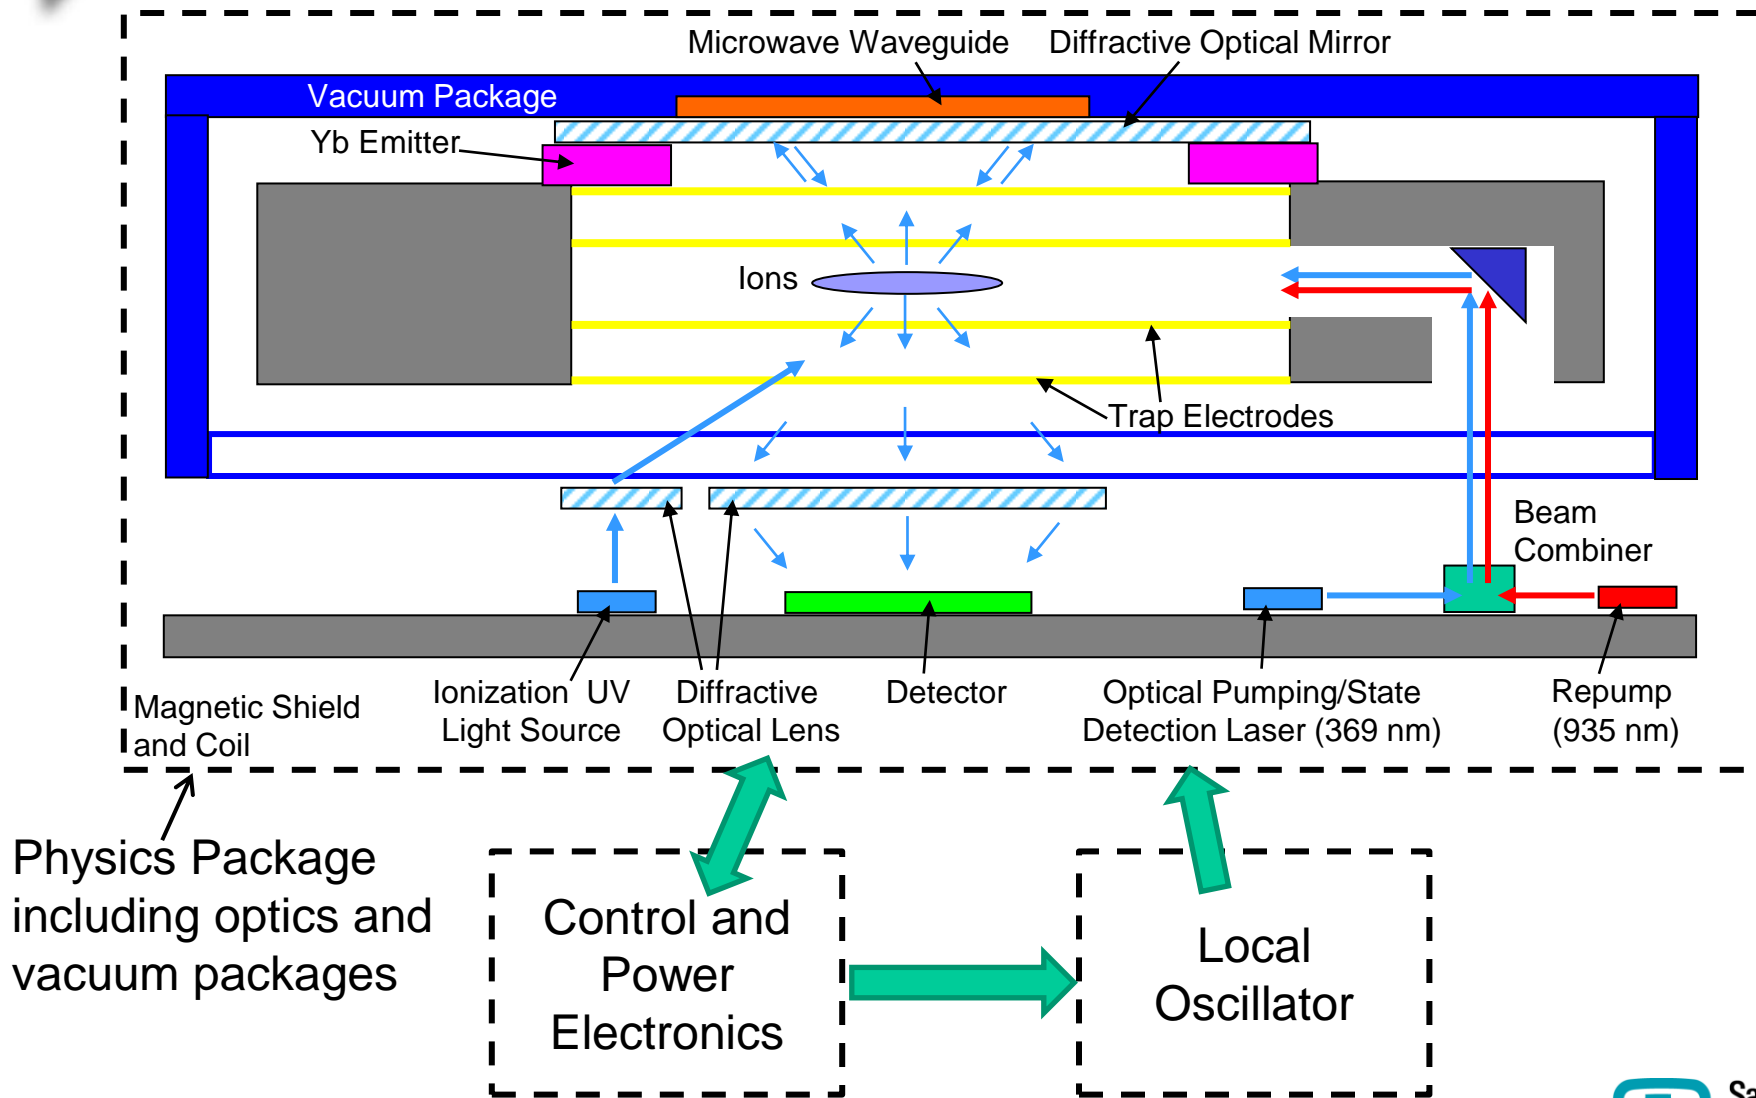 Microwave Waveguide
Diffractive Optical Mirror
Vacuum Package
Yb Emitter
Ions
Trap Electrodes
Beam
Combiner
Magnetic Shield
and Coil
Ionization UV
Light Source
Diffractive
Optical Lens
Detector
Optical Pumping/State
Detection Laser (369 nm)
Repump
(935 nm)
Physics Package
including optics and
vacuum packages
Control and
Power
Electronics
Local
Oscillator